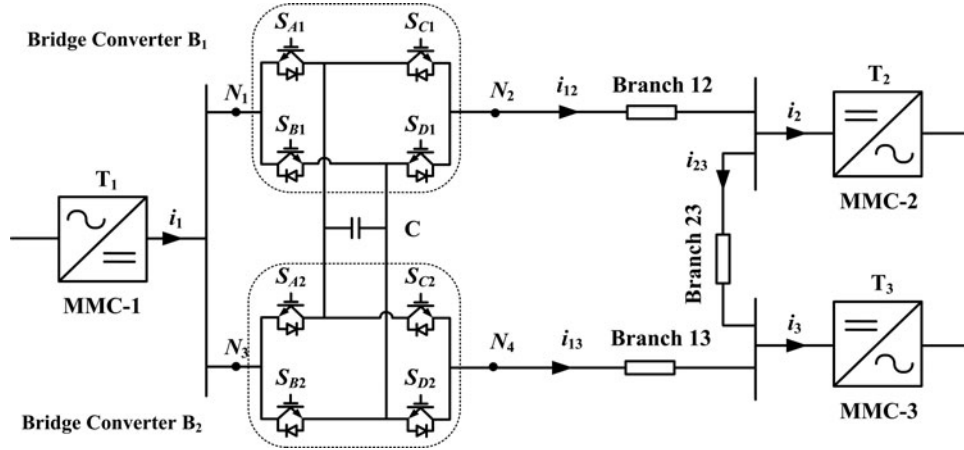 Bridge Converter B1
SA1
SC1
N1
SB1
SD1
N2
i12
Branch 12
T2
i2
MMC-2
i23
Branch 23
T1
i1
MMC-1
C
SA2
SC2
N3
SB2
SD2
N4
i13
Branch 13
T3
i3
MMC-3
Bridge Converter B2